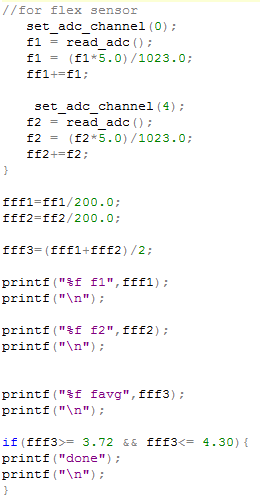 //for flex sensor
set_adc_channel(0);
f1 = read_adc();
f1 = (f1*5.0)/1023.0;
ff1+=f1;
set_adc_channel(4);
f2 = read_adc();
f2 = (f2*5.0)/1023.0;
ff2+=f2;
}
fff1=ff1/200.0;
fff2=ff2/200.0;
fff3=(fff1+fff2)/2;
printf("%f f1",fff1);
printf("\n");
printf("%f f2",fff2);
printf("\n");
printf("%f favg",fff3);
printf("\n");
if(fff3>= 3.72 && fff3<= 4.30){
printf("done");
printf("\n");
}